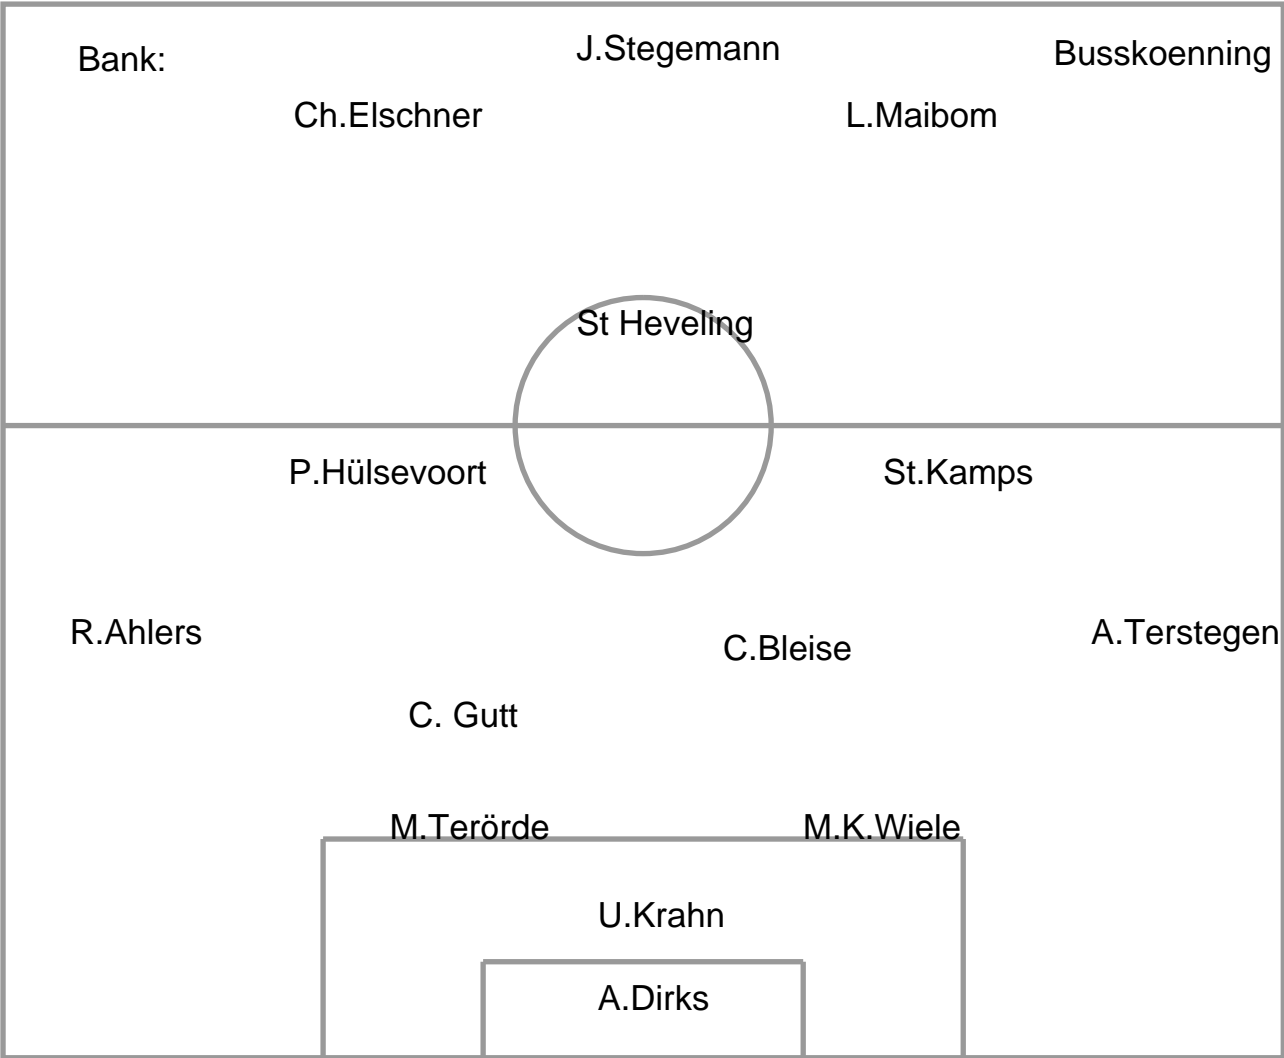 Bank:
J.Stegemann
Busskoenning
Ch.Elschner
L.Maibom
St Heveling
P.Hülsevoort
St.Kamps
R.Ahlers
C.Bleise
A.Terstegen
C. Gutt
M.Terörde
M.K.Wiele
U.Krahn
A.Dirks